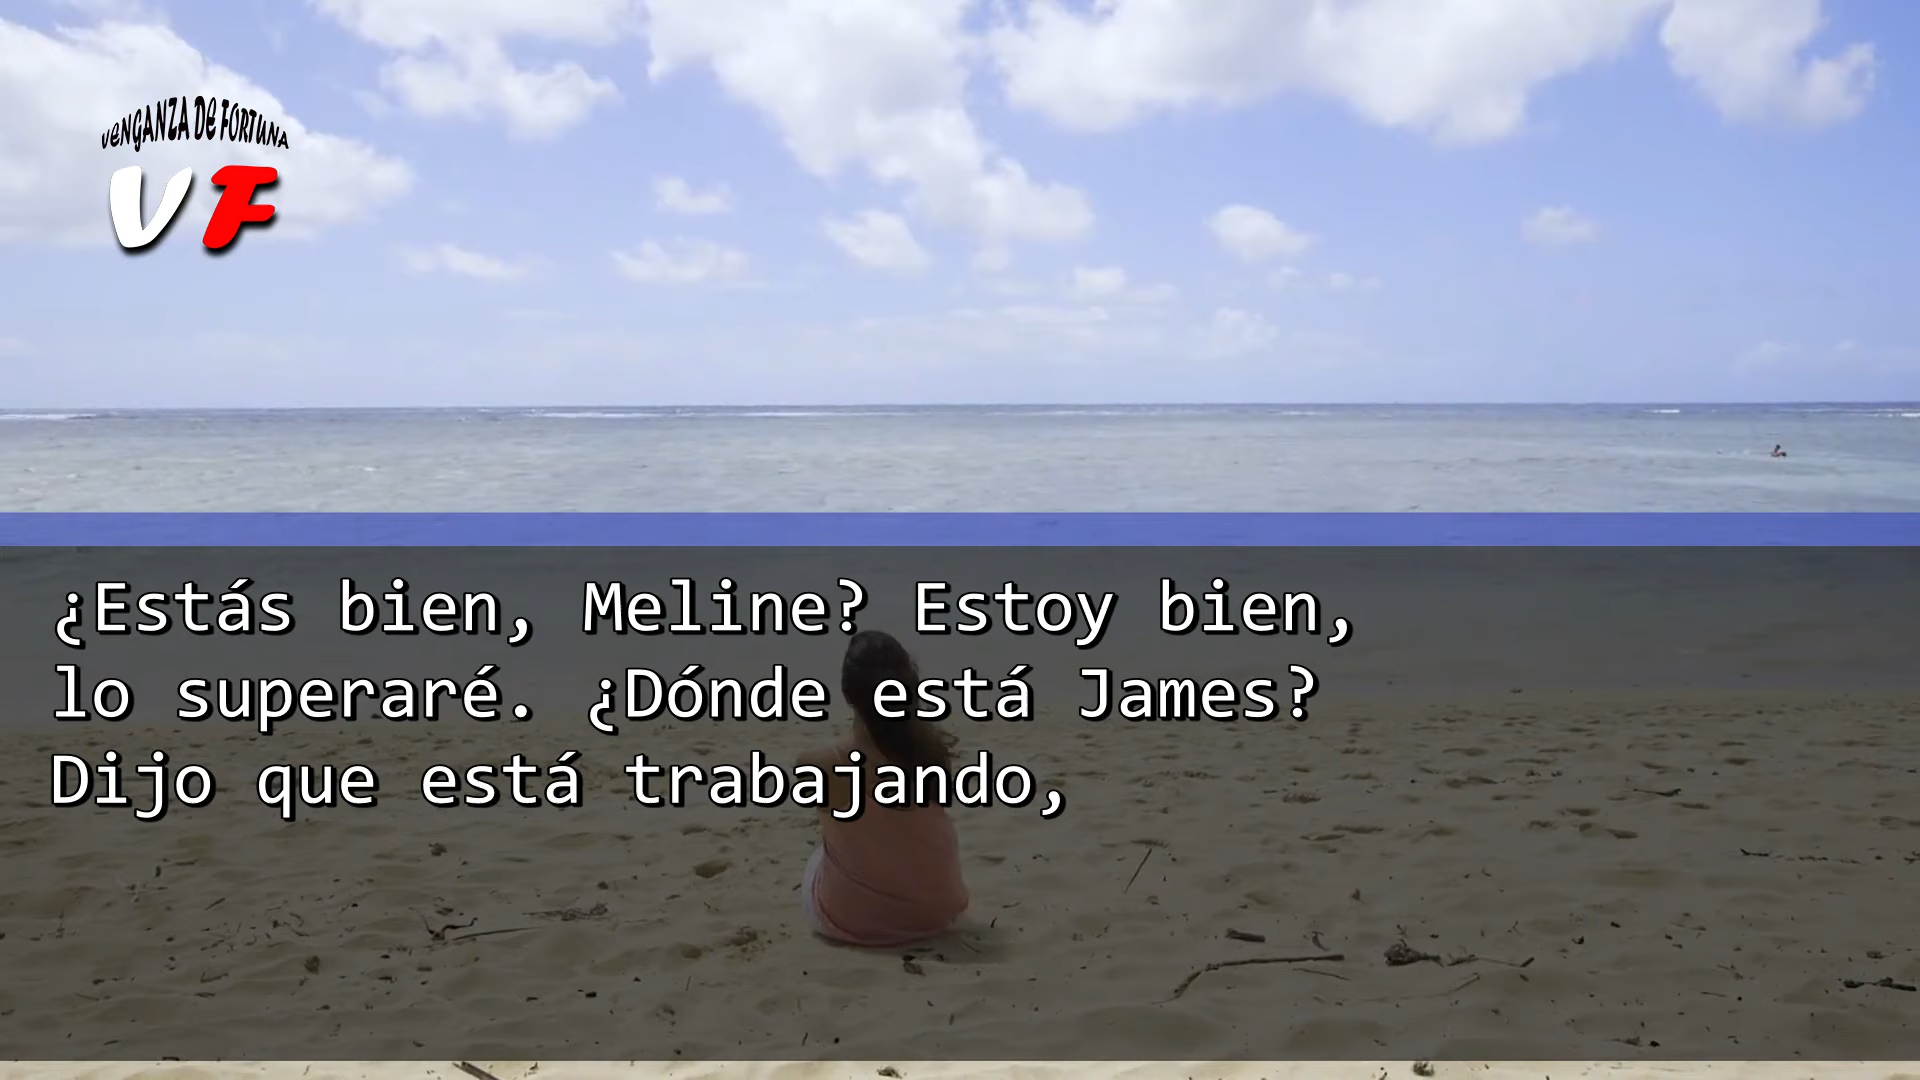 VENGANZA DE FORTUNA
VF
¿Estás bien, Meline? Estoy bien,
lo superaré. ¿Dónde está James?
Dijo que está trabajando,